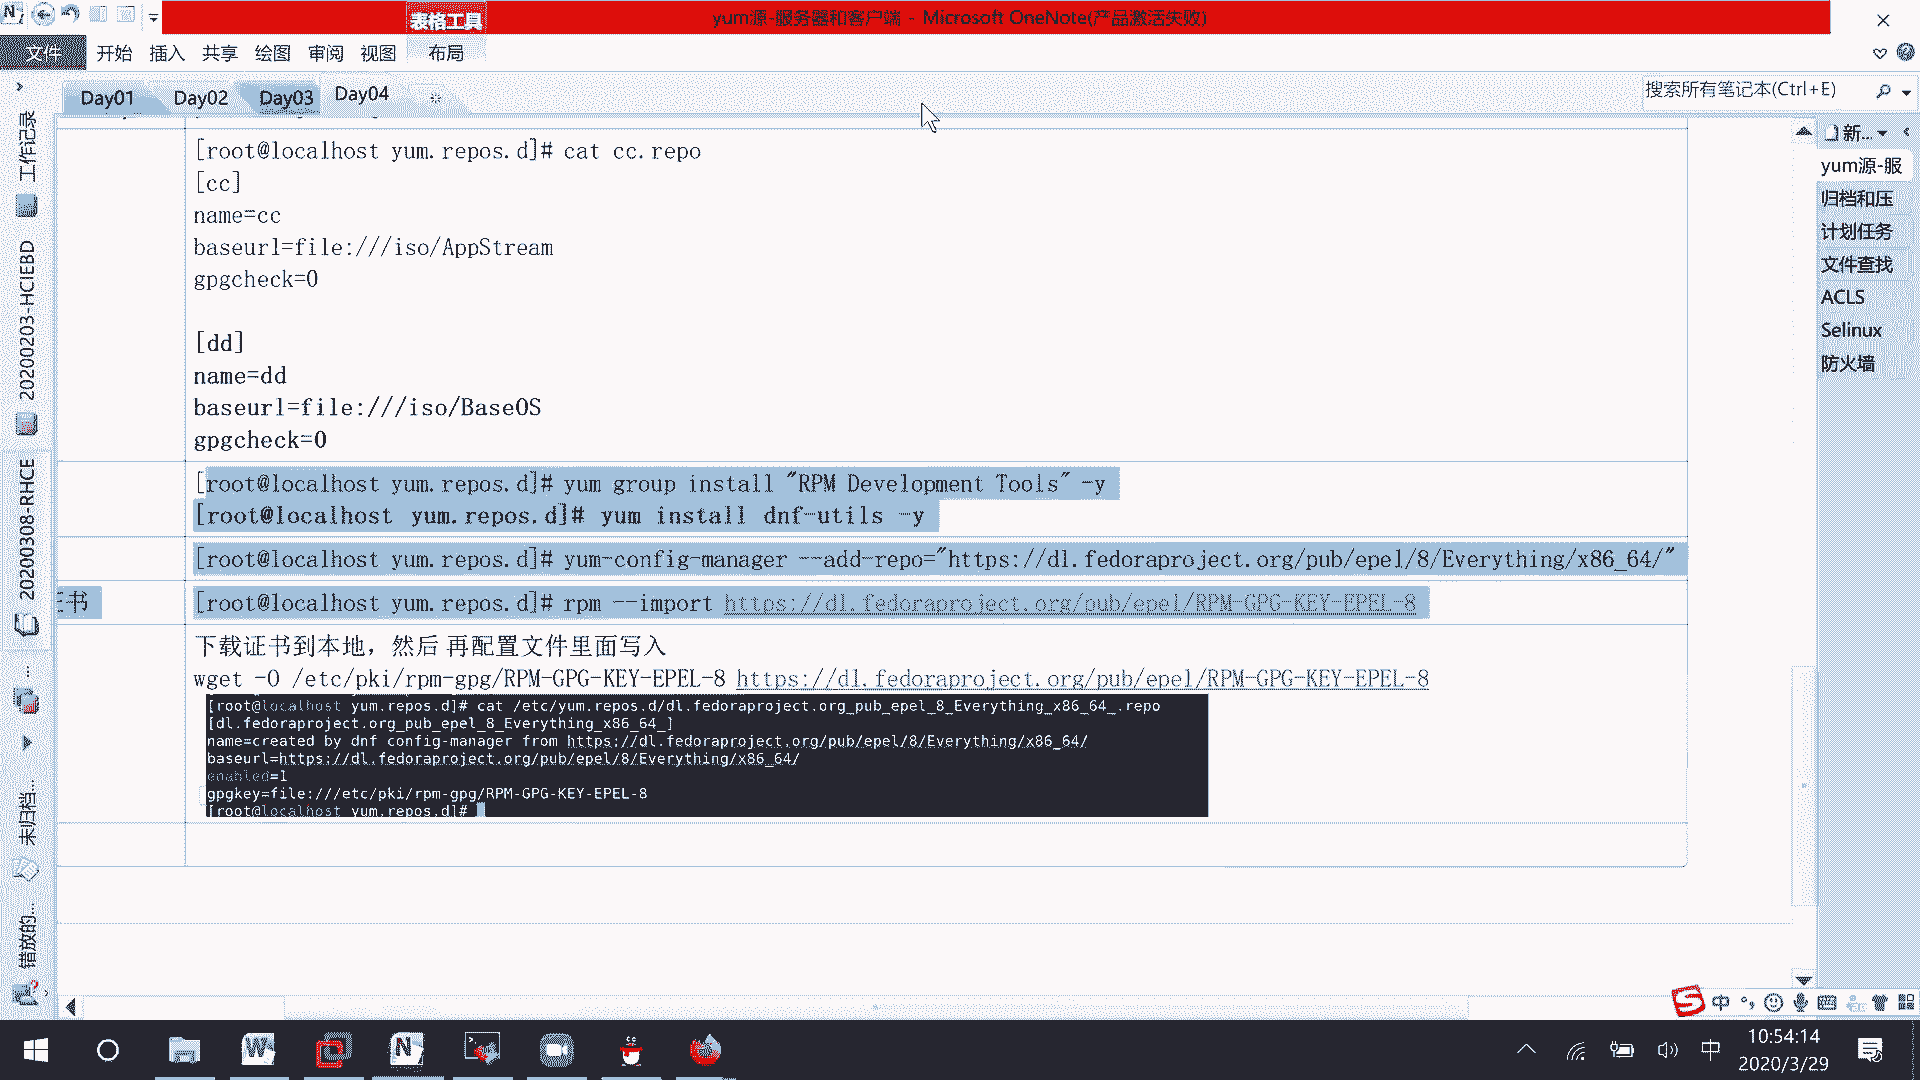 表格工具
yum源-服务器和客户端 - Microsoft OneNote(产品激活失败)
文件 开始 插入 共享 绘图 审阅 视图 布局
Day01 Day02 Day03 Day04
搜索所有笔记本(Ctrl+E)
工作记录
20200203-HCIEBD
20200308-RHCE
...
未归档...
错放的...
[root@localhost yum.repos.d]# cat cc.repo
[cc]
name=cc
baseurl=file:///iso/AppStream
gpgcheck=0
[dd]
name=dd
baseurl=file:///iso/BaseOS
gpgcheck=0
[root@localhost yum.repos.d]# yum group install "RPM Development Tools" -y
[root@localhost yum.repos.d]# yum install dnf-utils -y
[root@localhost yum.repos.d]# yum-config-manager --add-repo="https://dl.fedoraproject.org/pub/epel/8/Everything/x86_64/"
书 [root@localhost yum.repos.d]# rpm --import https://dl.fedoraproject.org/pub/epel/RPM-GPG-KEY-EPEL-8
下载证书到本地，然后 再配置文件里面写入
wget -O /etc/pki/rpm-gpg/RPM-GPG-KEY-EPEL-8 https://dl.fedoraproject.org/pub/epel/RPM-GPG-KEY-EPEL-8
[root@localhost yum.repos.d]# cat /etc/yum.repos.d/dl.fedoraproject.org_pub_epel_8_Everything_x86_64_.repo
[dl.fedoraproject.org_pub_epel_8_Everything_x86_64_]
name=created by dnf config-manager from https://dl.fedoraproject.org/pub/epel/8/Everything/x86_64/
baseurl=https://dl.fedoraproject.org/pub/epel/8/Everything/x86_64/
enabled=1
gpgkey=file:///etc/pki/rpm-gpg/RPM-GPG-KEY-EPEL-8
[root@localhost yum.repos.d]#
新...
yum源-服
归档和压
计划任务
文件查找
ACLS
Selinux
防火墙
中
中
10:54:14
2020/3/29